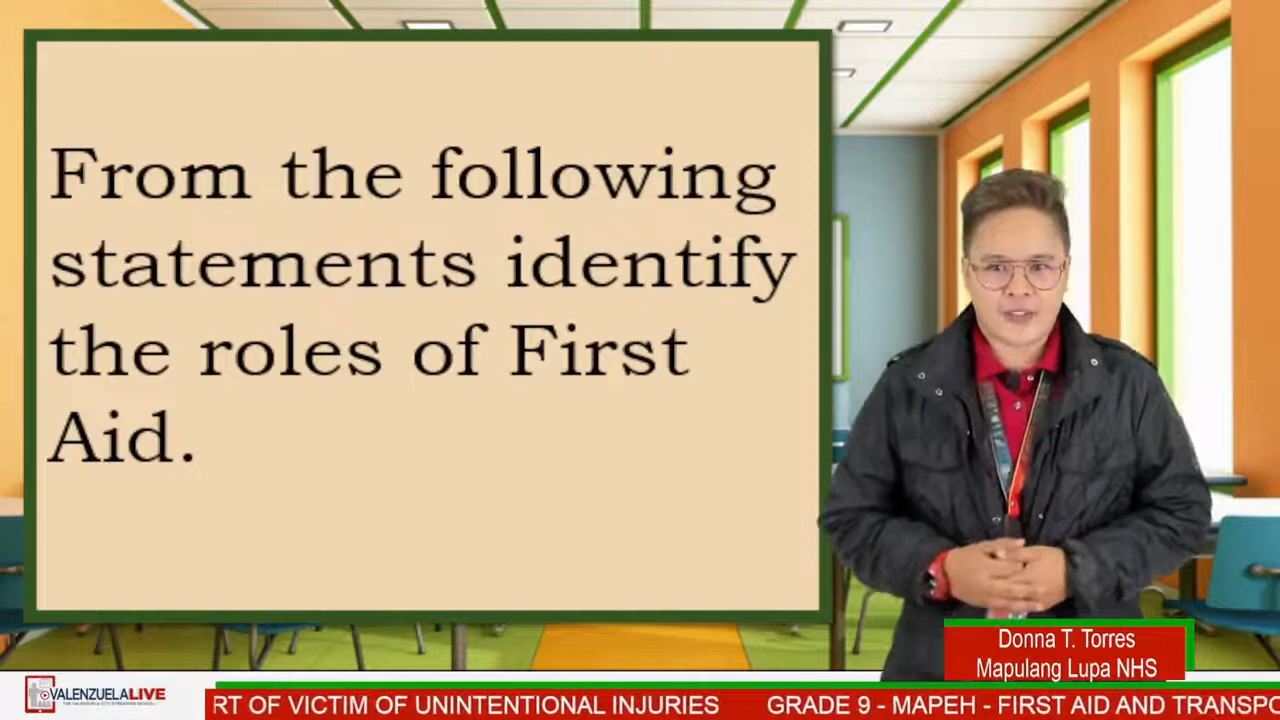 From the following
statements identify
the roles of First
Aid.
Donna T. Torres
Mapulang Lupa NHS
VALENZUELALIVE
RT OF VICTIM OF UNINTENTIONAL INJURIES GRADE 9 - MAPEH - FIRST AID AND TRANSPO